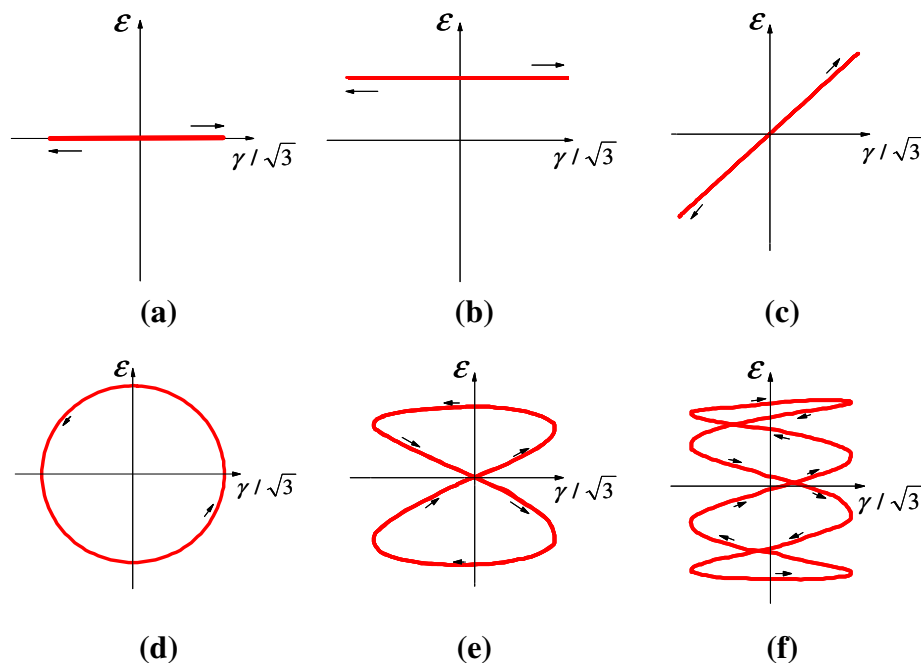 ε
γ / √3
(a)
ε
γ / √3
(b)
ε
γ / √3
(c)
ε
γ / √3
(d)
ε
γ / √3
(e)
ε
γ / √3
(f)